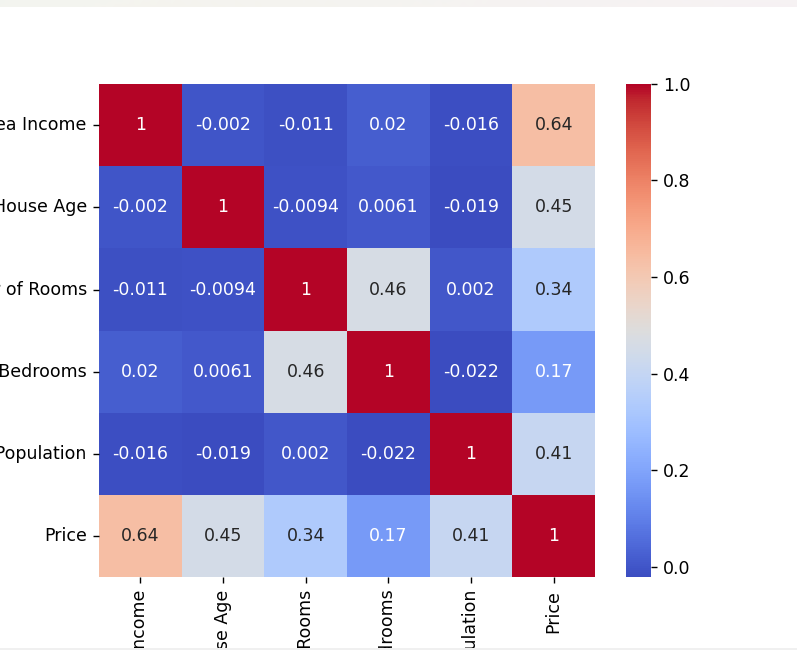 ea Income 1 -0.002 -0.011 0.02 -0.016 0.64
House Age -0.002 1 -0.0094 0.0061 -0.019 0.45
of Rooms -0.011 -0.0094 1 0.46 0.002 0.34
Bedrooms 0.02 0.0061 0.46 1 -0.022 0.17
Population -0.016 -0.019 0.002 -0.022 1 0.41
Price 0.64 0.45 0.34 0.17 0.41 1
ncome se Age Rooms drooms ulation Price
1.0
0.8
0.6
0.4
0.2
0.0